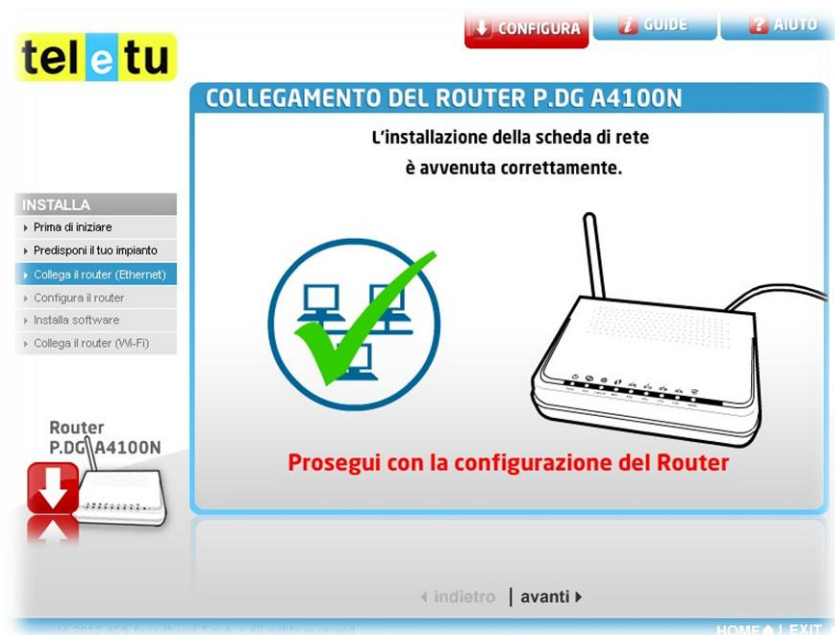 CONFIGURA
GUIDE
AIUTO
tel e tu
COLLEGAMENTO DEL ROUTER P.DG A4100N
L'installazione della scheda di rete
è avvenuta correttamente.
INSTALLA
Prima di iniziare
Predisponi il tuo impianto
Collega il router (Ethernet)
Configura il router
Installa software
Collega il router (Wi-Fi)
Router
P.DG A4100N
Prosegui con la configurazione del Router
indietro | avanti
HOME | EXIT